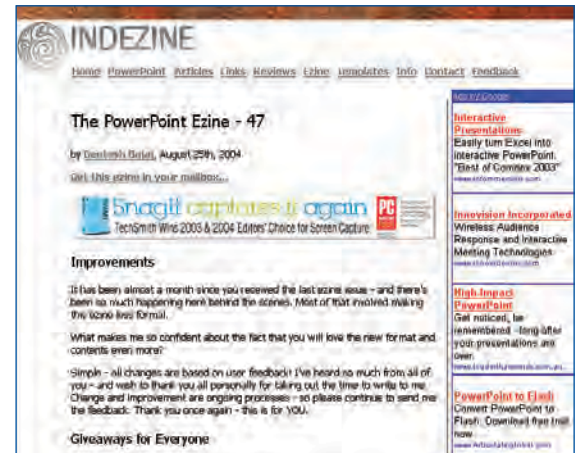 INDEZINE
Home PowerPoint Articles Links Reviews Ezine Templates Info Contact Feedback
The PowerPoint Ezine - 47
by Geetesh Bajaj, August 25th, 2004
Get this ezine in your mailbox...
SnagIt captures it again
TechSmith Wins 2003 & 2004 Editors' Choice for Screen Capture
PC
Improvements
It has been almost a month since you received the last ezine issue - and there's
been so much happening here behind the scenes. Most of that involved making
the ezine less formal.
What makes me so confident about the fact that you will love the new format and
contents even more?
Simple - all changes are based on user feedback! I've heard so much from all of
you - and wish to thank you all personally for taking out the time to write to me.
Change and improvement are ongoing processes - so please continue to send me
the feedback. Thank you once again - this is for YOU.
Giveaways for Everyone
Interactive
Presentations
Easily turn Excel into
interactive PowerPoint.
"Best of Comdex 2003"
Innovision Incorporated
Wireless Audience
Response and Interactive
Meeting Technologies
High-Impact
PowerPoint
Get noticed, be
remembered - long after
your presentations are
over.
PowerPoint to Flash
Convert PowerPoint to
Flash. Download free trial
now